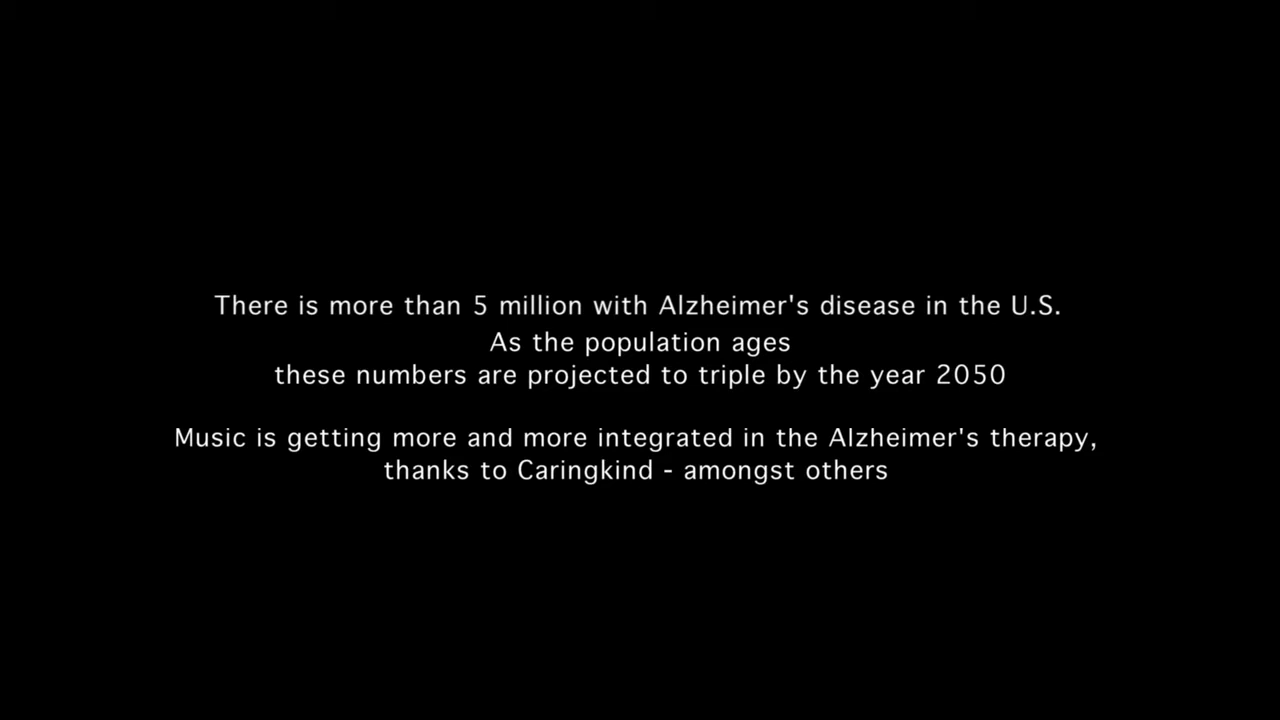 There is more than 5 million with Alzheimer's disease in the U.S.
As the population ages
these numbers are projected to triple by the year 2050
Music is getting more and more integrated in the Alzheimer's therapy,
thanks to Caringkind - amongst others